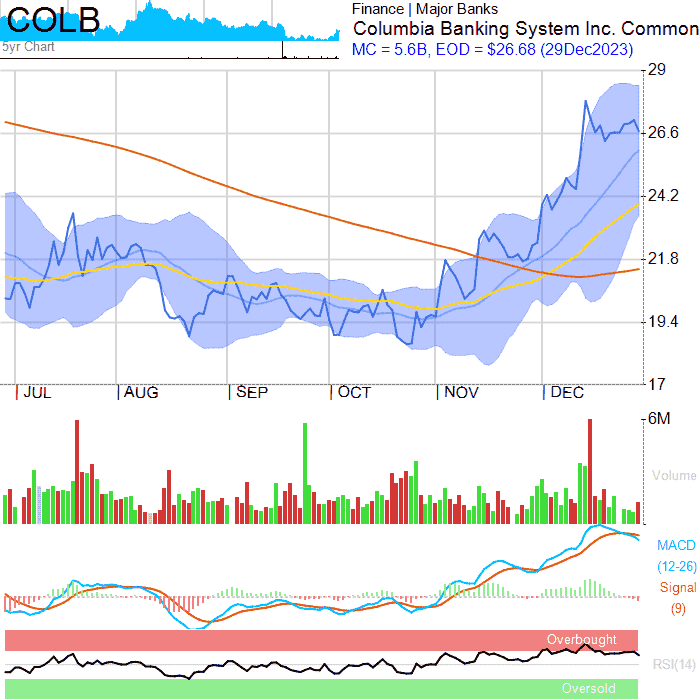 COLB
5yr Chart
Finance | Major Banks
Columbia Banking System Inc. Common
MC = 5.6B, EOD = $26.68 (29Dec2023)
29
26.6
24.2
21.8
19.4
17
JUL
AUG
SEP
OCT
NOV
DEC
6M
Volume
MACD
(12-26)
Signal
(9)
Overbought
RSI(14)
Oversold